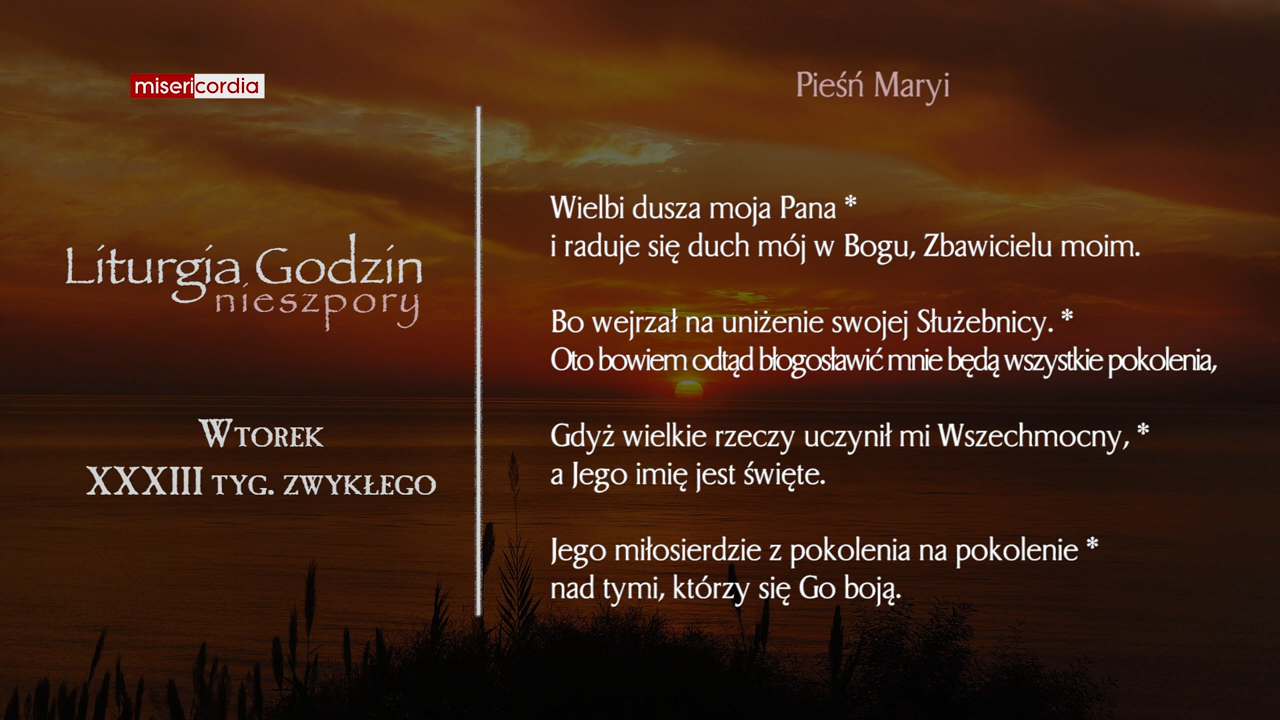 misericordia
Liturgia Godzin
nieszpory
Wtorek
XXXIII tyg. zwykłego
Pieśń Maryi
Wielbi dusza moja Pana *
i raduje się duch mój w Bogu, Zbawicielu moim.
Bo wejrzał na uniżenie swojej Służebnicy. *
Oto bowiem odtąd błogosławić mnie będą wszystkie pokolenia,
Gdyż wielkie rzeczy uczynił mi Wszechmocny, *
a Jego imię jest święte.
Jego miłosierdzie z pokolenia na pokolenie *
nad tymi, którzy się Go boją.